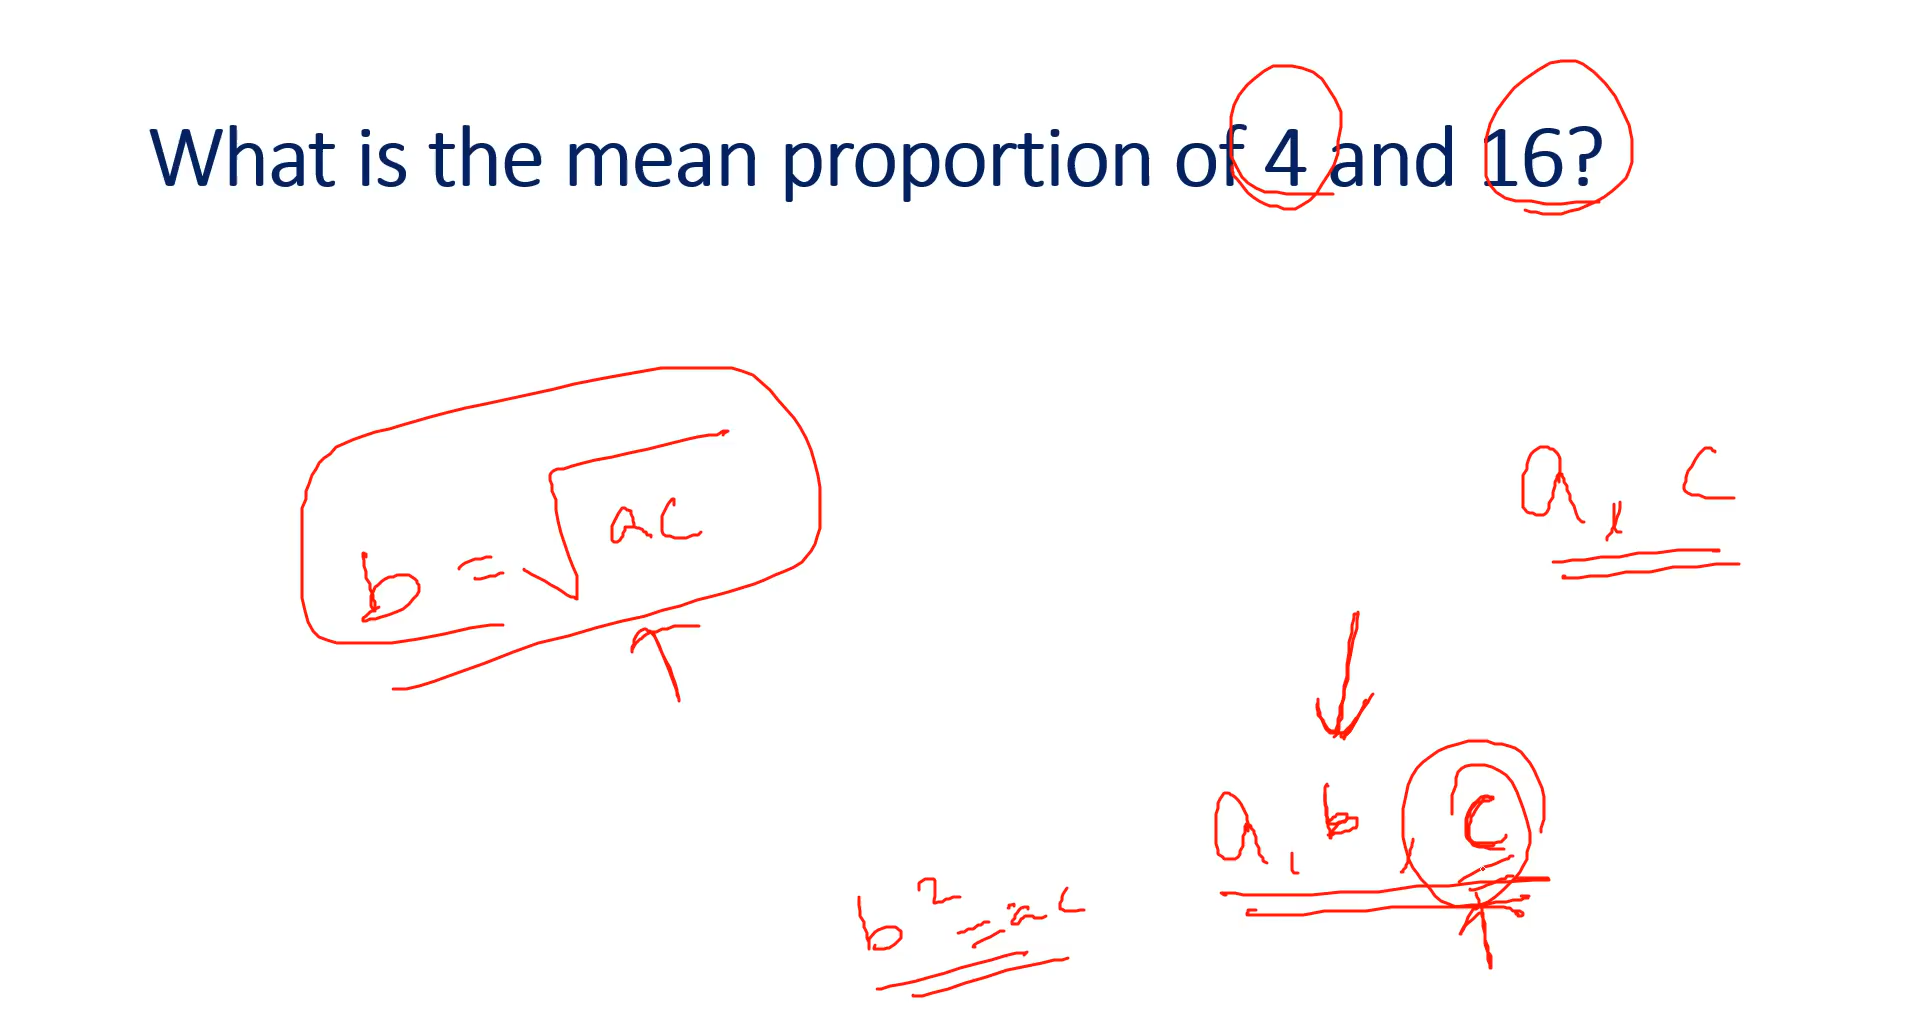 What is the mean proportion of 4 and 16?
b = √ac
a, c
a, b, c
b² = ac